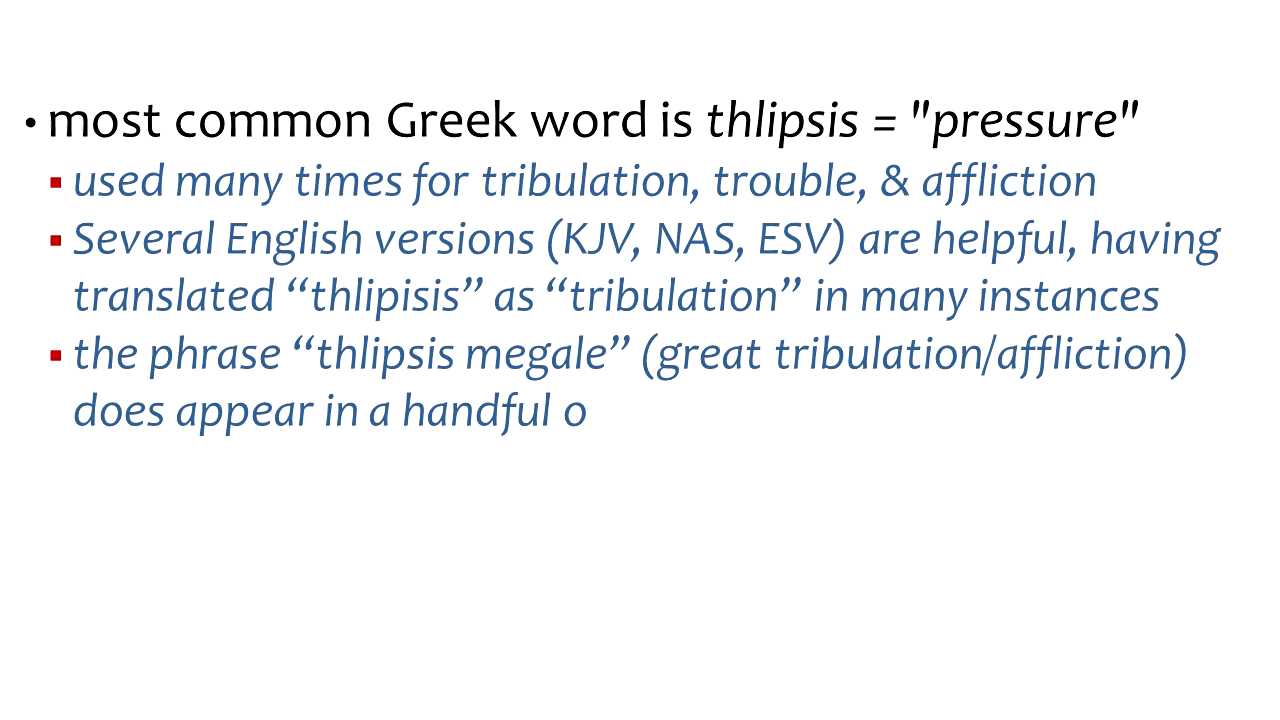 • most common Greek word is thlipsis = "pressure"
▪ used many times for tribulation, trouble, & affliction
▪ Several English versions (KJV, NAS, ESV) are helpful, having
translated “thlipisis” as “tribulation” in many instances
▪ the phrase “thlipsis megale” (great tribulation/affliction)
does appear in a handful o